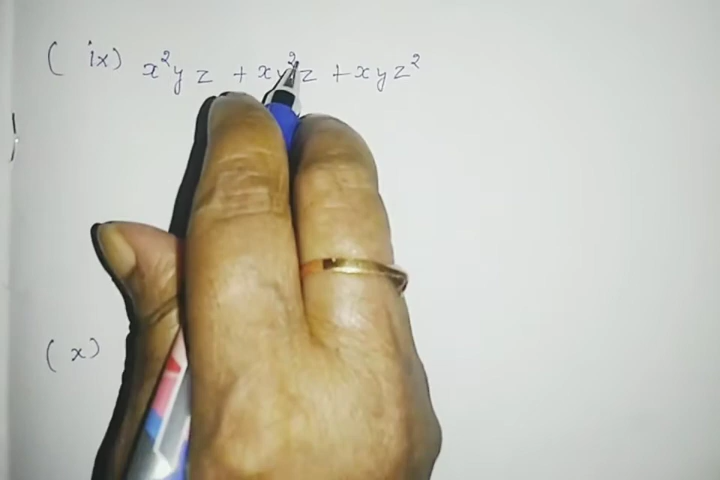 (ix) x²yz + xy²z + xyz²
(x)